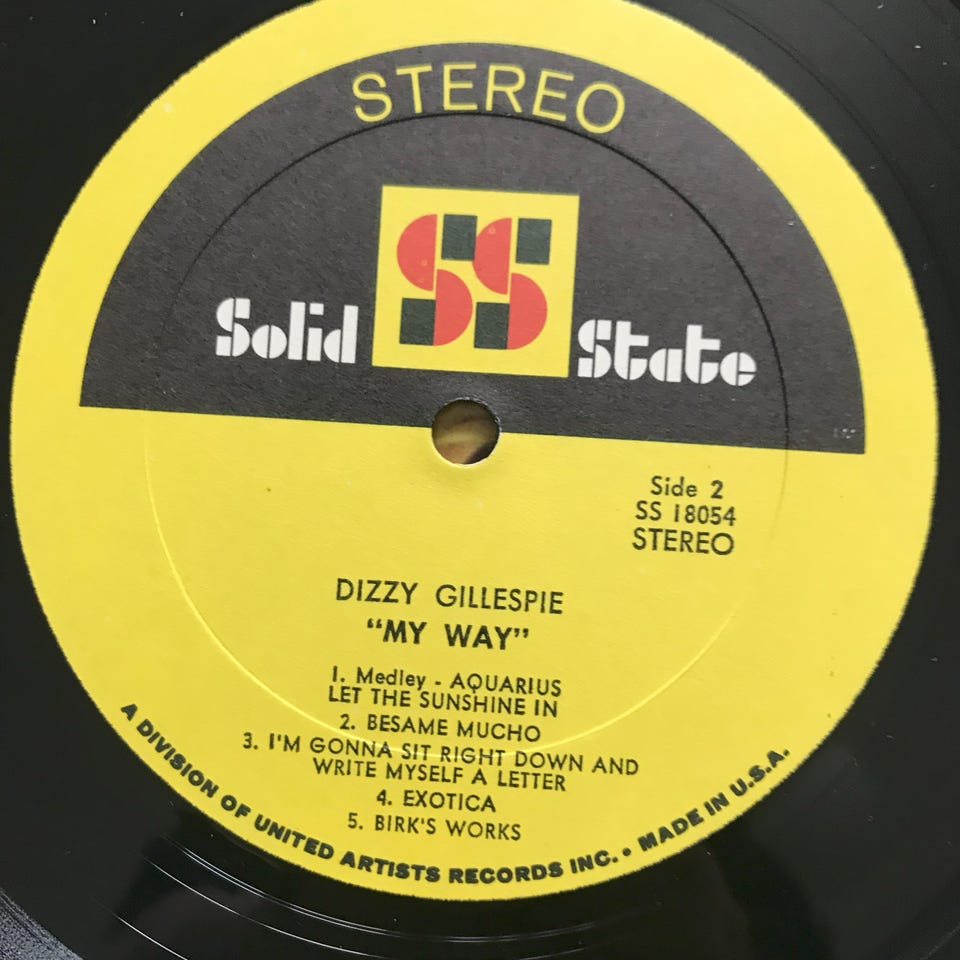 STEREO
Solid SS State
Side 2
SS 18054
STEREO
DIZZY GILLESPIE
“MY WAY”
1. Medley - AQUARIUS
LET THE SUNSHINE IN
2. BESAME MUCHO
3. I'M GONNA SIT RIGHT DOWN AND
WRITE MYSELF A LETTER
4. EXOTICA
5. BIRK'S WORKS
A DIVISION OF UNITED ARTISTS RECORDS INC. • MADE IN U.S.A.